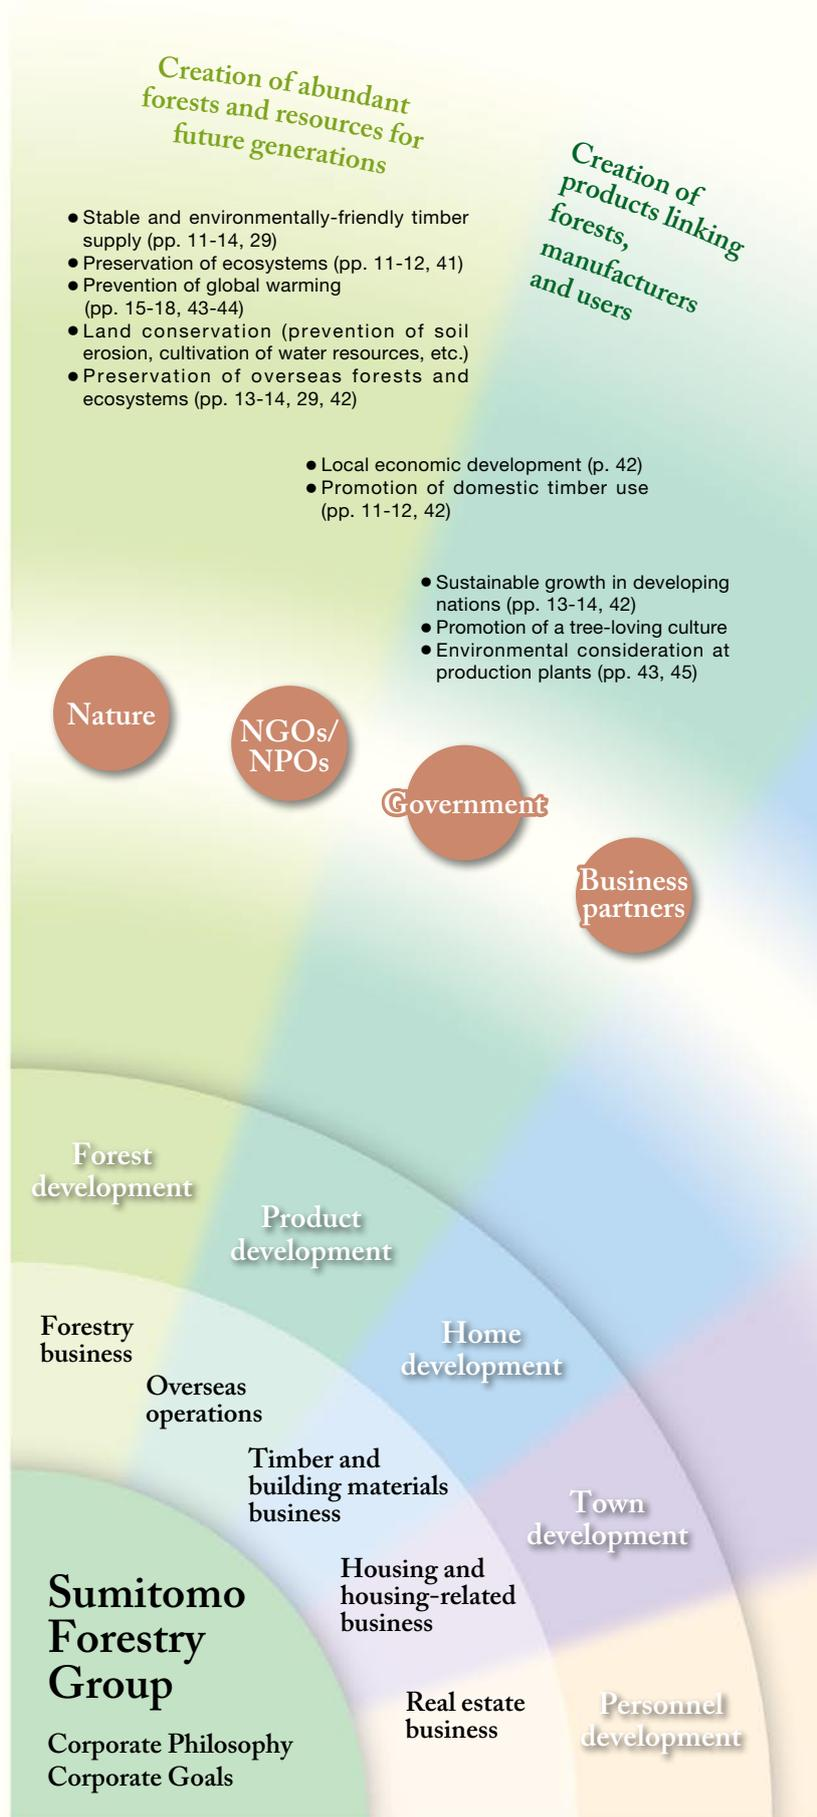 Creation of abundant
forests and resources for
future generations
Creation of
products linking
forests,
manufacturers
and users
● Stable and environmentally-friendly timber
supply (pp. 11-14, 29)
● Preservation of ecosystems (pp. 11-12, 41)
● Prevention of global warming
(pp. 15-18, 43-44)
● Land conservation (prevention of soil
erosion, cultivation of water resources, etc.)
● Preservation of overseas forests and
ecosystems (pp. 13-14, 29, 42)
● Local economic development (p. 42)
● Promotion of domestic timber use
(pp. 11-12, 42)
● Sustainable growth in developing
nations (pp. 13-14, 42)
● Promotion of a tree-loving culture
● Environmental consideration at
production plants (pp. 43, 45)
Nature
NGOs/
NPOs
Government
Business
partners
Forest
development
Product
development
Home
development
Town
development
Personnel
development
Forestry
business
Overseas
operations
Timber and
building materials
business
Housing and
housing-related
business
Real estate
business
Sumitomo
Forestry
Group
Corporate Philosophy
Corporate Goals